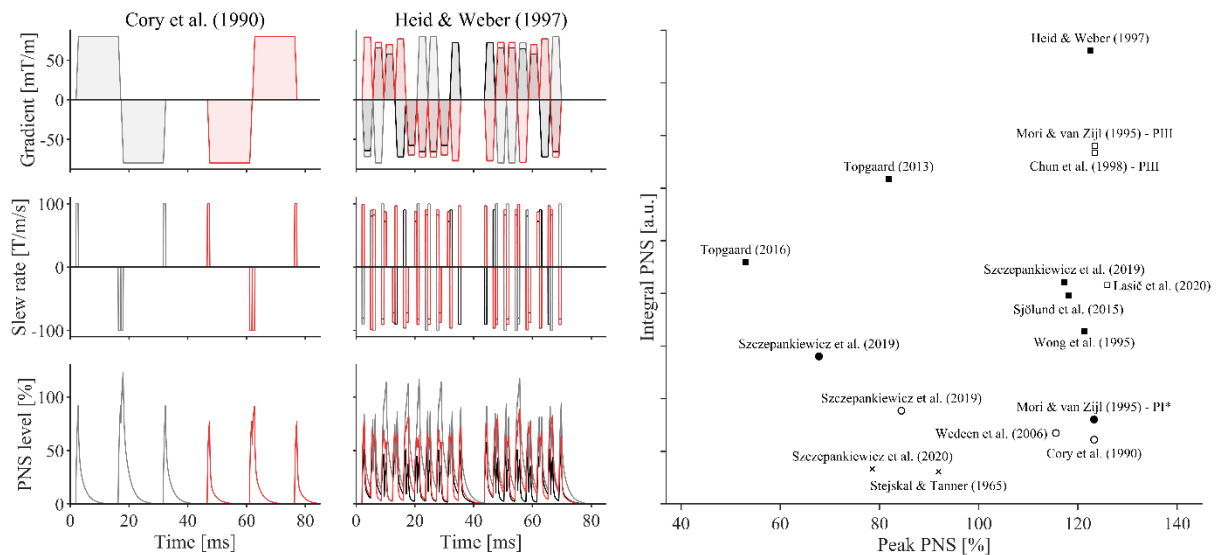 Cory et al. (1990)
Heid & Weber (1997)
Gradient [mT/m]
50
0
-50
Slew rate [T/m/s]
100
0
-100
PNS level [%]
100
50
0
0 20 40 60 80
Time [ms]
0 20 40 60 80
Time [ms]
Integral PNS [a.u.]
Heid & Weber (1997)
Mori & van Zijl (1995) - PIII
Chun et al. (1998) - PIII
Topgaard (2013)
Topgaard (2016)
Szczepankiewicz et al. (2019)
Lasič et al. (2020)
Sjölund et al. (2015)
Wong et al. (1995)
Szczepankiewicz et al. (2019)
Szczepankiewicz et al. (2019)
Mori & van Zijl (1995) - PI*
Wedeen et al. (2006)
Cory et al. (1990)
Szczepankiewicz et al. (2020)
Stejskal & Tanner (1965)
40 60 80 100 120 140
Peak PNS [%]